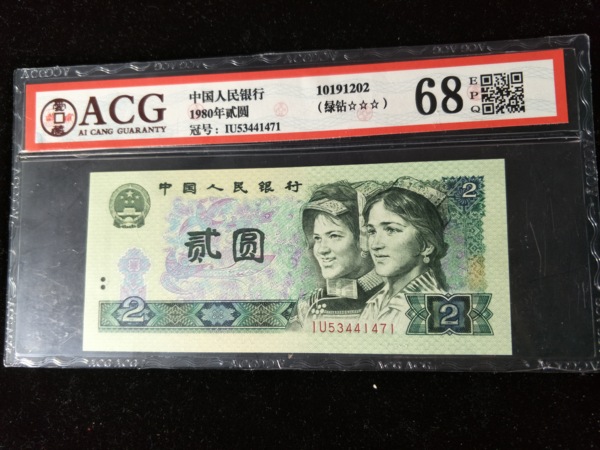 ACG
AI CANG GUARANTY
中国人民银行
1980年贰圆
冠号: IU53441471
10191202
(绿钻☆☆☆)
68
EPQ
中国人民银行
贰圆
2
2
2
IU53441471